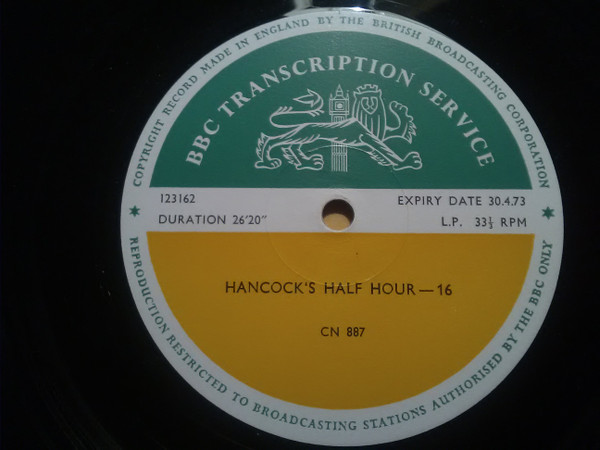 COPYRIGHT RECORD MADE IN ENGLAND BY THE BRITISH BROADCASTING CORPORATION
BBC TRANSCRIPTION SERVICE
123162
EXPIRY DATE 30.4.73
DURATION 26'20"
L.P. 33⅓ RPM
HANCOCK'S HALF HOUR—16
CN 887
REPRODUCTION RESTRICTED TO BROADCASTING STATIONS AUTHORISED BY THE BBC ONLY